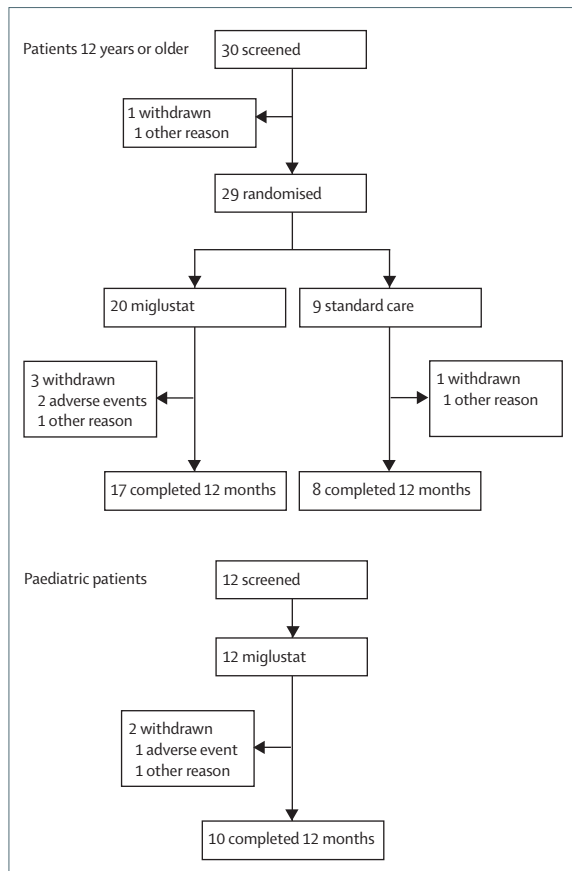 Patients 12 years or older
30 screened
1 withdrawn
1 other reason
29 randomised
20 miglustat
9 standard care
3 withdrawn
2 adverse events
1 other reason
1 withdrawn
1 other reason
17 completed 12 months
8 completed 12 months
Paediatric patients
12 screened
12 miglustat
2 withdrawn
1 adverse event
1 other reason
10 completed 12 months